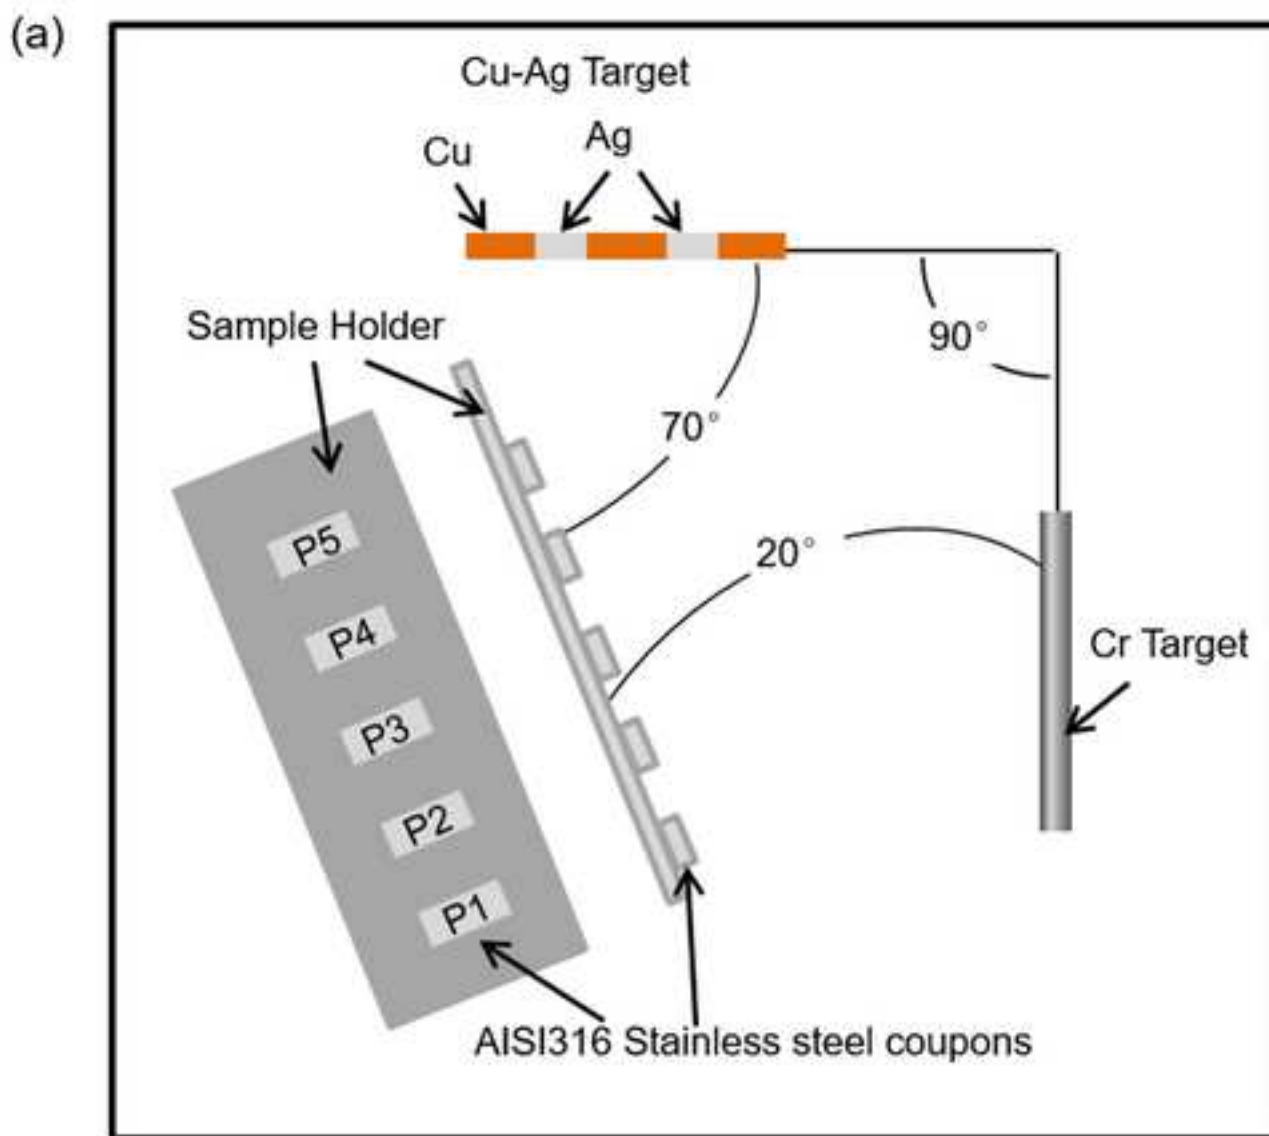 (a)
Cu-Ag Target
Cu
Ag
Sample Holder
90°
70°
20°
P5
P4
P3
P2
P1
Cr Target
AISI316 Stainless steel coupons